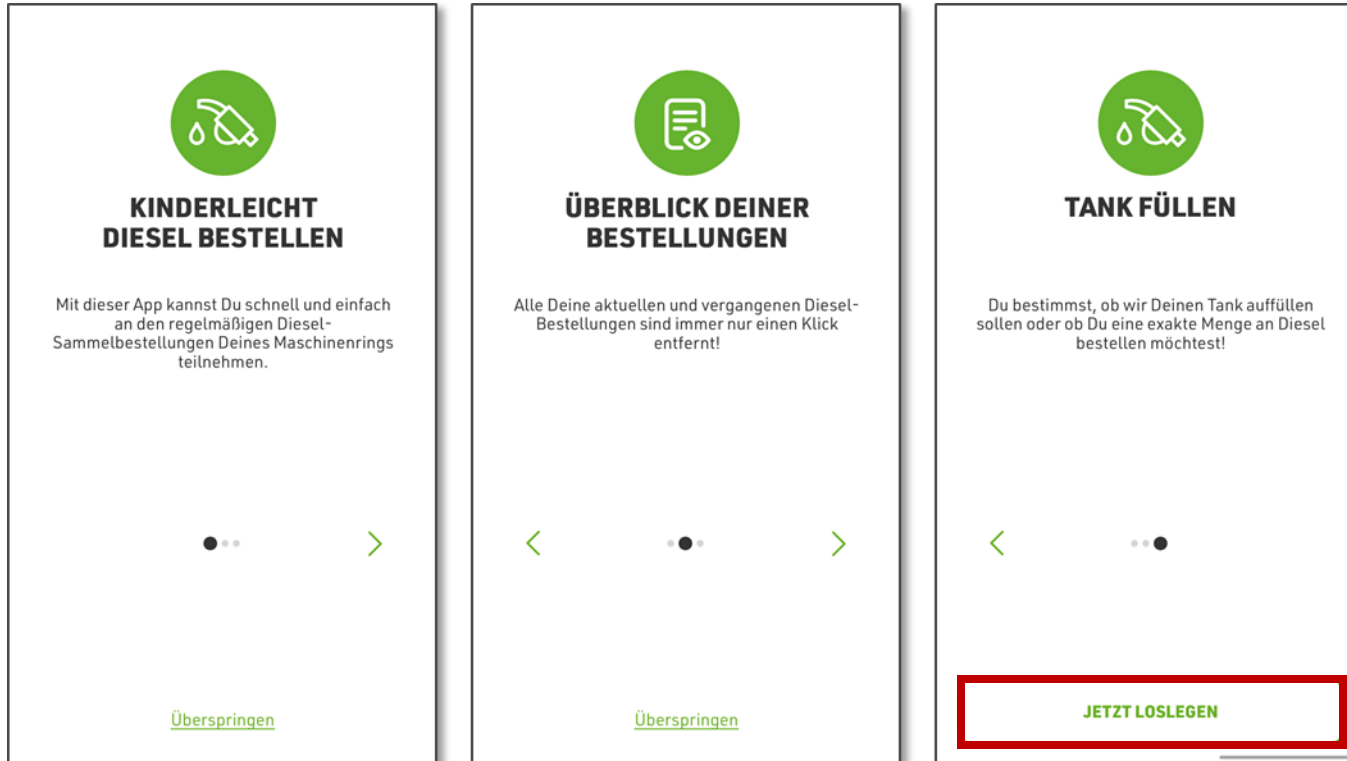 KINDERLEICHT
DIESEL BESTELLEN
Mit dieser App kannst Du schnell und einfach
an den regelmäßigen Diesel-
Sammelbestellungen Deines Maschinenrings
teilnehmen.
Überspringen
ÜBERBLICK DEINER
BESTELLUNGEN
Alle Deine aktuellen und vergangenen Diesel-
Bestellungen sind immer nur einen Klick
entfernt!
Überspringen
TANK FÜLLEN
Du bestimmst, ob wir Deinen Tank auffüllen
sollen oder ob Du eine exakte Menge an Diesel
bestellen möchtest!
JETZT LOSLEGEN